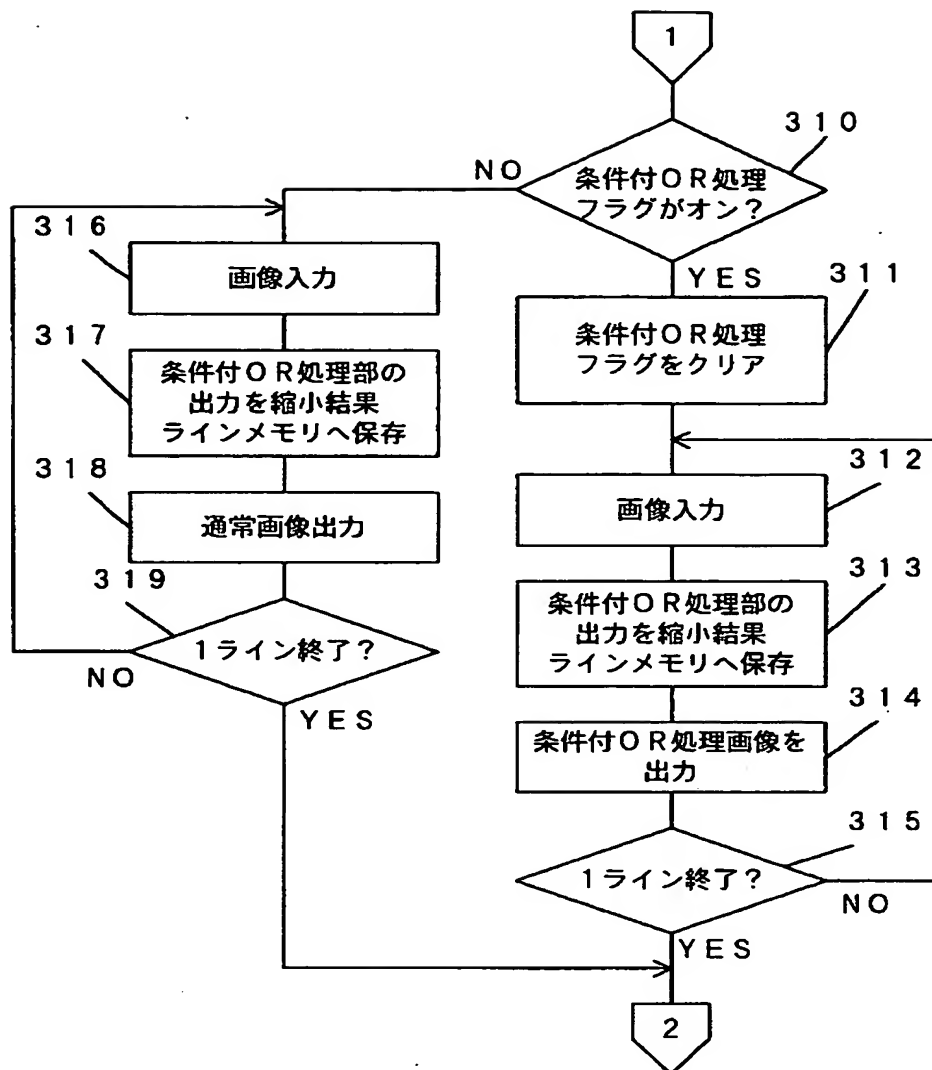 1
310
条件付OR処理
フラグがオン?
NO
YES
311
条件付OR処理
フラグをクリア
312
画像入力
313
条件付OR処理部の
出力を縮小結果
ラインメモリへ保存
314
条件付OR処理画像を
出力
315
1ライン終了?
NO
YES
316
画像入力
317
条件付OR処理部の
出力を縮小結果
ラインメモリへ保存
318
通常画像出力
319
1ライン終了?
NO
YES
2